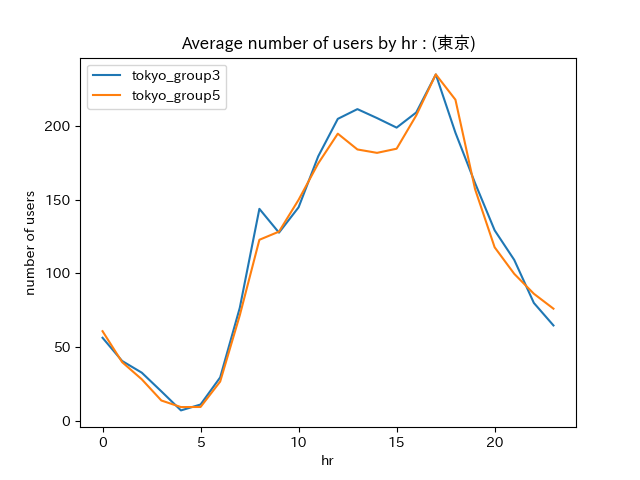 Average number of users by hr : (東京)
tokyo_group3
tokyo_group5
number of users
200
150
100
50
0
0 5 10 15 20
hr